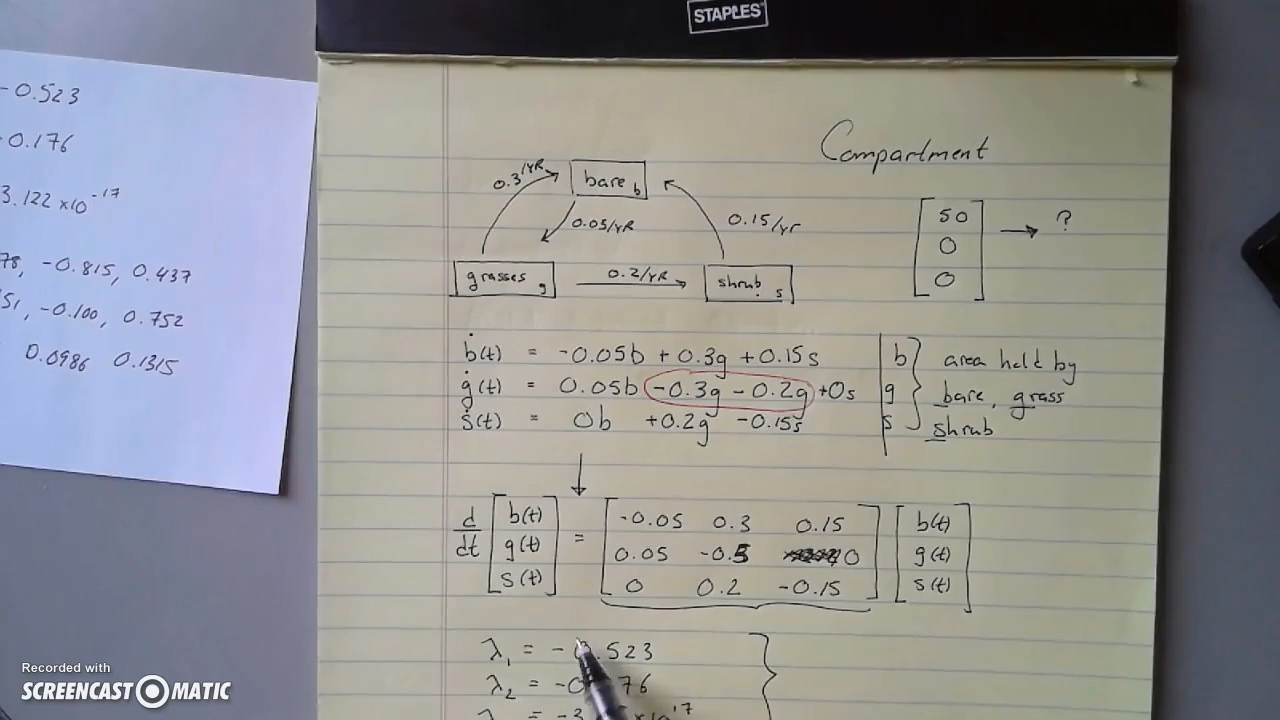 STAPLES
-0.523
-0.176
3.122 x10^-17
78, -0.815, 0.437
51, -0.100, 0.752
0.0986 0.1315
Compartment
bare b
0.3/YR
0.05/YR
0.15/yr
grasses g
0.2/YR
shrub s
[50 0 0] → ?
ḃ(t) = -0.05b + 0.3g + 0.15s
ġ(t) = 0.05b -0.3g - 0.2g +0s
ṡ(t) = 0b +0.2g -0.15s
b
g
s
area held by
bare, grass
shrub
↓
d/dt
b(t)
g(t)
s(t)
=
-0.05 0.3 0.15
0.05 -0.5 0
0 0.2 -0.15
b(t)
g(t)
s(t)
λ1 = - .523
λ2 = -0 76
= -3 x10^-17
Recorded with
SCREENCAST-O-MATIC